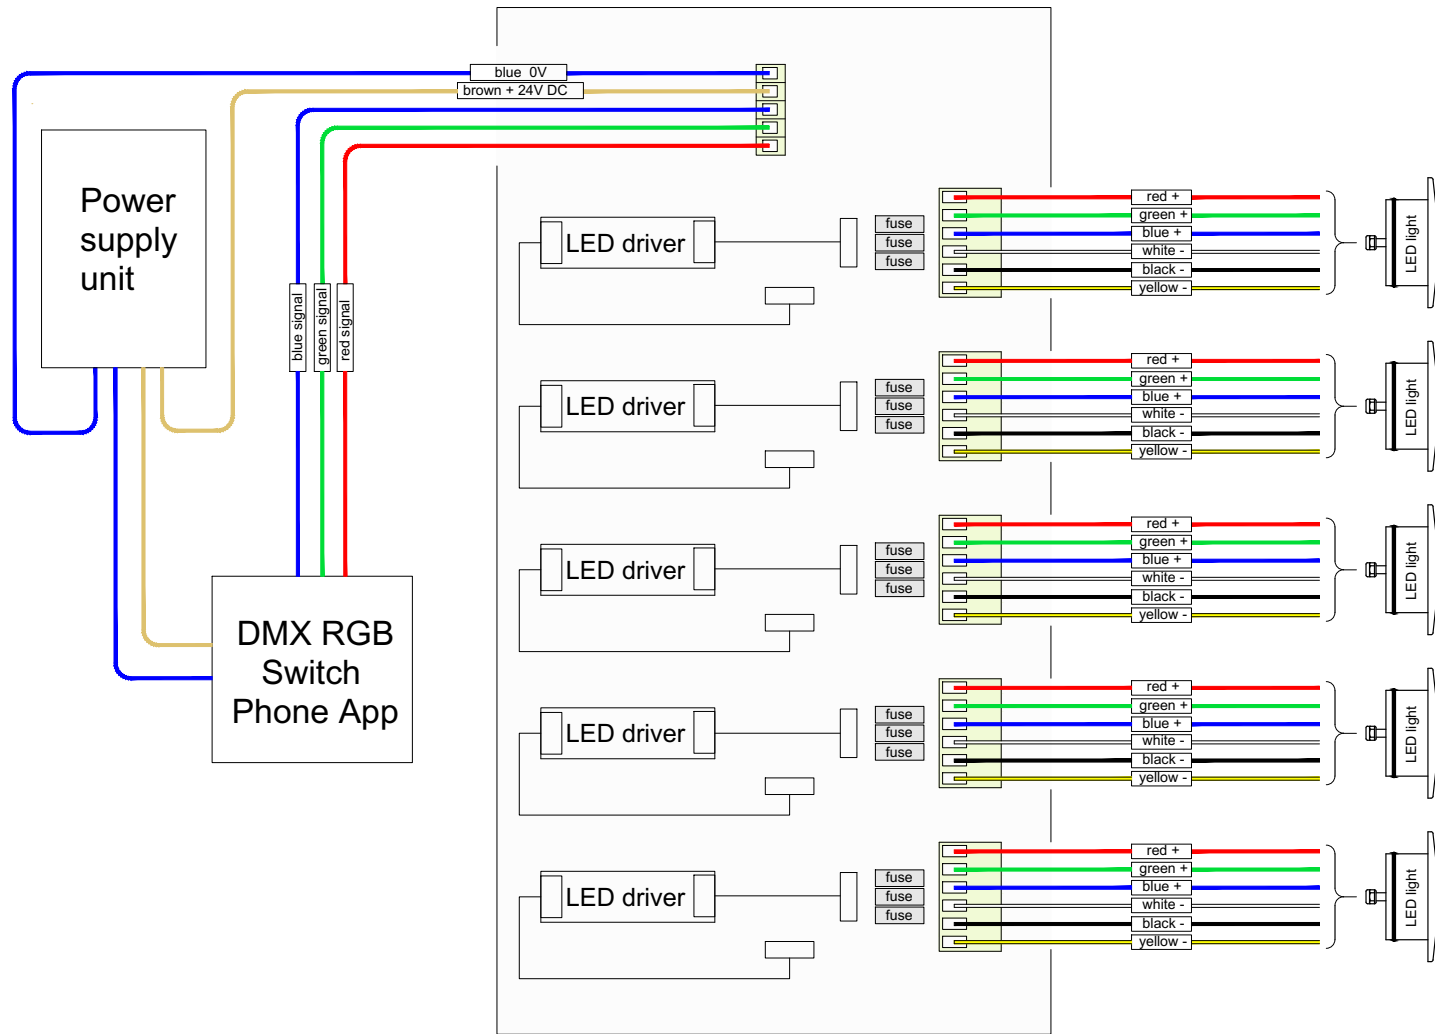 blue 0V
brown + 24V DC
Power
supply
unit
blue signal
green signal
red signal
DMX RGB
Switch
Phone App
LED driver
fuse
fuse
fuse
red +
green +
blue +
white -
black -
yellow -
LED light
LED driver
fuse
fuse
fuse
red +
green +
blue +
white -
black -
yellow -
LED light
LED driver
fuse
fuse
fuse
red +
green +
blue +
white -
black -
yellow -
LED light
LED driver
fuse
fuse
fuse
red +
green +
blue +
white -
black -
yellow -
LED light
LED driver
fuse
fuse
fuse
red +
green +
blue +
white -
black -
yellow -
LED light